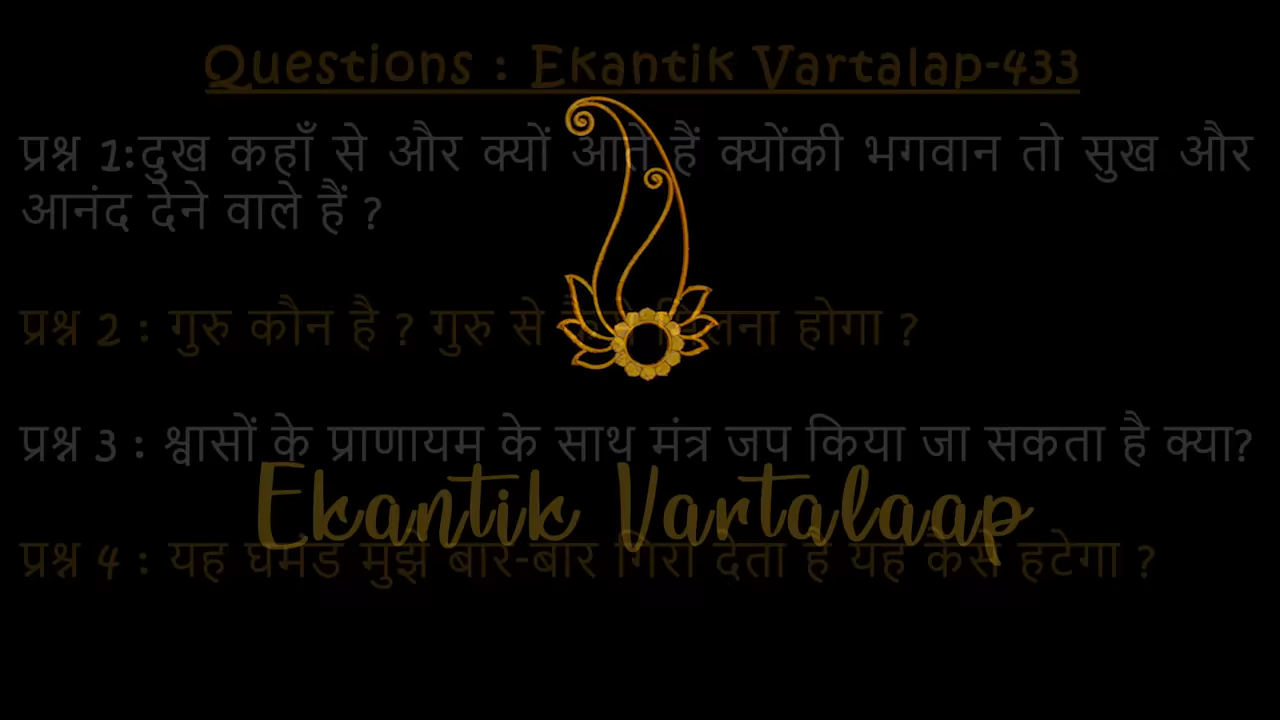 Questions : Ekantik Vartalap-433
प्रश्न 1:दुख कहाँ से और क्यों आते हैं क्योंकी भगवान तो सुख और
आनंद देने वाले हैं ?
प्रश्न 2 : गुरु कौन है ? गुरु से होगा ?
प्रश्न 3 : श्वासों के प्राणायम के साथ मंत्र जप किया जा सकता है क्या?
Ekantik Vartalaap
प्रश्न 4 : यह घमंड मुझे बार-बार गिरा देता है यह कैसे हटेगा ?